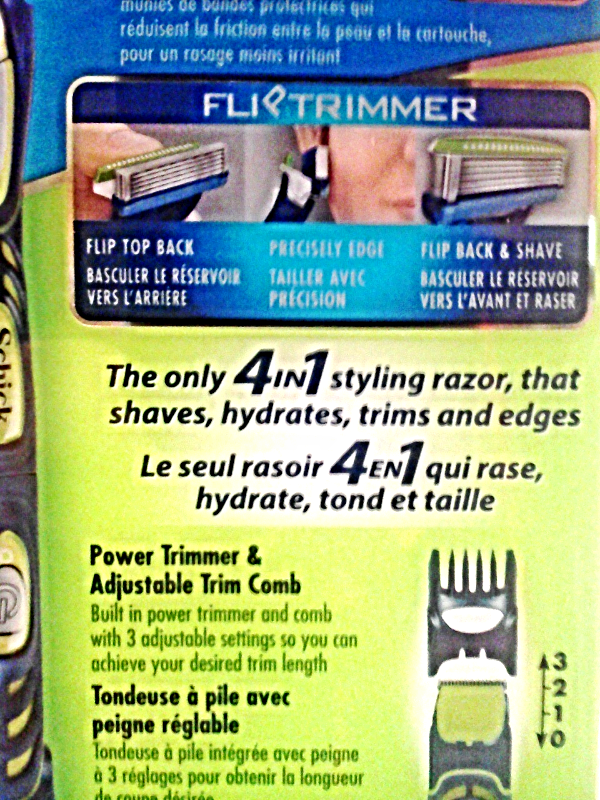 munies de bandes protectrices qui
réduisent la friction entre la peau et la cartouche,
pour un rasage moins irritant
FLIPTRIMMER
FLIP TOP BACK
BASCULER LE RÉSERVOIR
VERS L'ARRIÈRE
PRECISELY EDGE
TAILLER AVEC
PRÉCISION
FLIP BACK & SHAVE
BASCULER LE RÉSERVOIR
VERS L'AVANT ET RASER
The only 4IN1 styling razor, that
shaves, hydrates, trims and edges
Le seul rasoir 4EN1 qui rase,
hydrate, tond et taille
Schick
Power Trimmer &
Adjustable Trim Comb
Built in power trimmer and comb
with 3 adjustable settings so you can
achieve your desired trim length
Tondeuse à pile avec
peigne réglable
Tondeuse à pile intégrée avec peigne
à 3 réglages pour obtenir la longueur
de coupe désirée
3
2
1
0